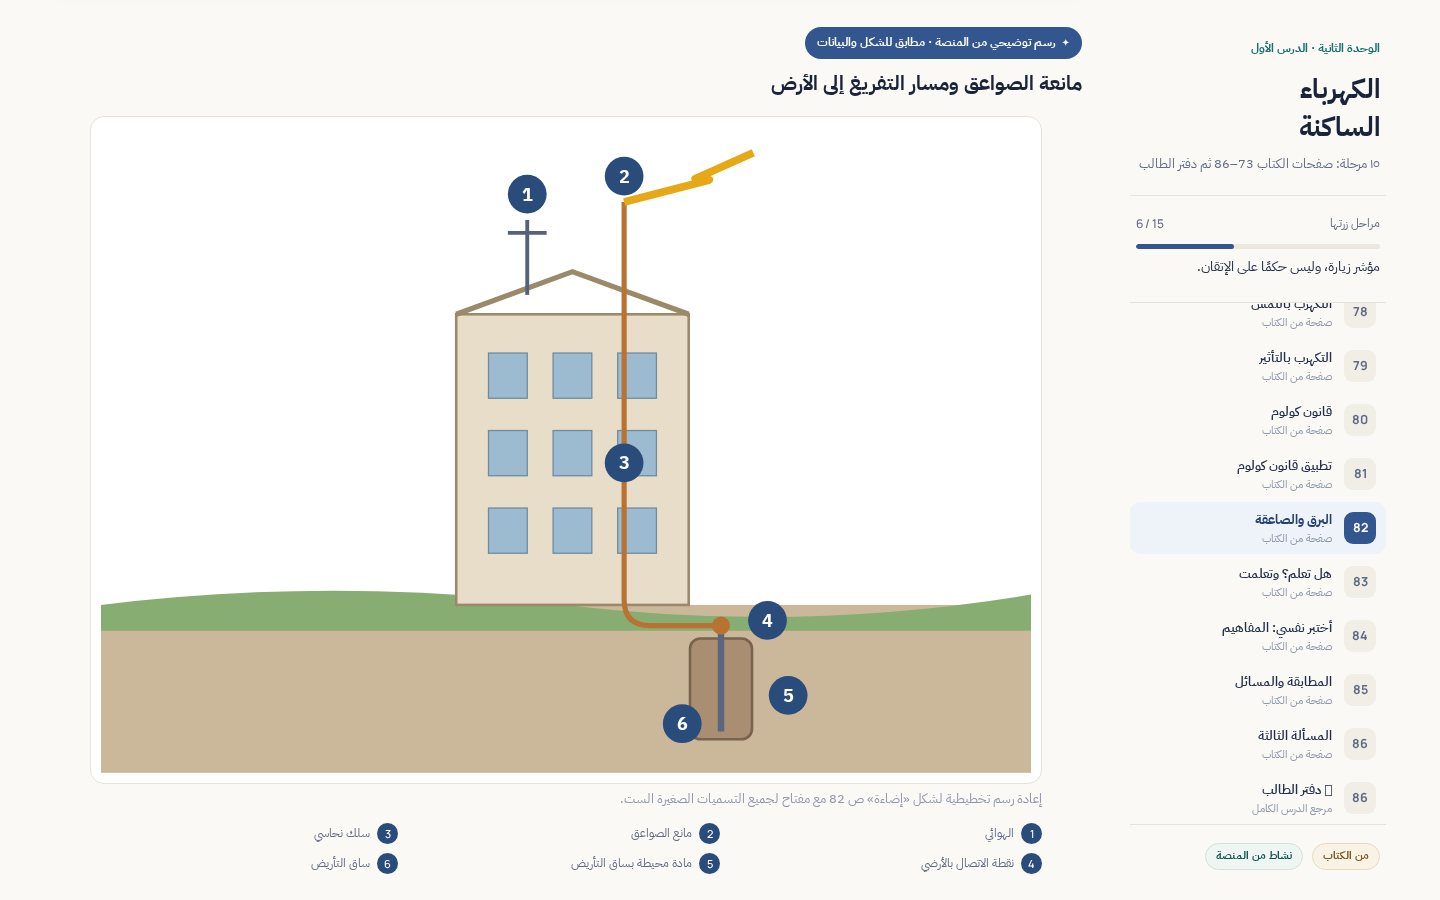 الوحدة الثانية · الدرس الأول
الكهرباء
الساكنة
١٥ مرحلة: صفحات الكتاب 73–86 ثم دفتر الطالب
مراحل زرتها
6 / 15
مؤشر زيارة، وليس حكمًا على الإتقان.
78
التكهرب باللمس
صفحة من الكتاب
79
التكهرب بالتأثير
صفحة من الكتاب
80
قانون كولوم
صفحة من الكتاب
81
تطبيق قانون كولوم
صفحة من الكتاب
82
البرق والصاعقة
صفحة من الكتاب
83
هل تعلم؟ وتعلمت
صفحة من الكتاب
84
أختبر نفسي: المفاهيم
صفحة من الكتاب
85
المطابقة والمسائل
صفحة من الكتاب
86
المسألة الثالثة
صفحة من الكتاب
86
دفتر الطالب
مرجع الدرس الكامل
من الكتاب
نشاط من المنصة
✦ رسم توضيحي من المنصة · مطابق للشكل والبيانات
مانعة الصواعق ومسار التفريغ إلى الأرض
1
2
3
4
5
6
إعادة رسم تخطيطية لشكل «إضاءة» ص 82 مع مفتاح لجميع التسميات الصغيرة الست.
1 الهوائي
2 مانع الصواعق
3 سلك نحاسي
4 نقطة الاتصال بالأرضي
5 مادة محيطة بساق التأريض
6 ساق التأريض